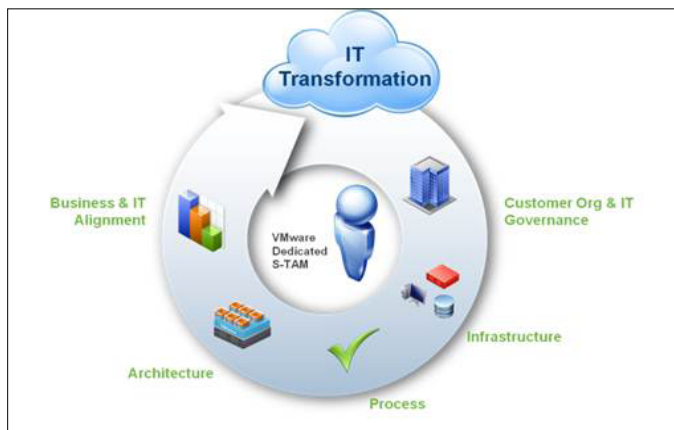 IT
Transformation
Business & IT
Alignment
Customer Org & IT
Governance
VMware
Dedicated
S-TAM
Infrastructure
Architecture
Process